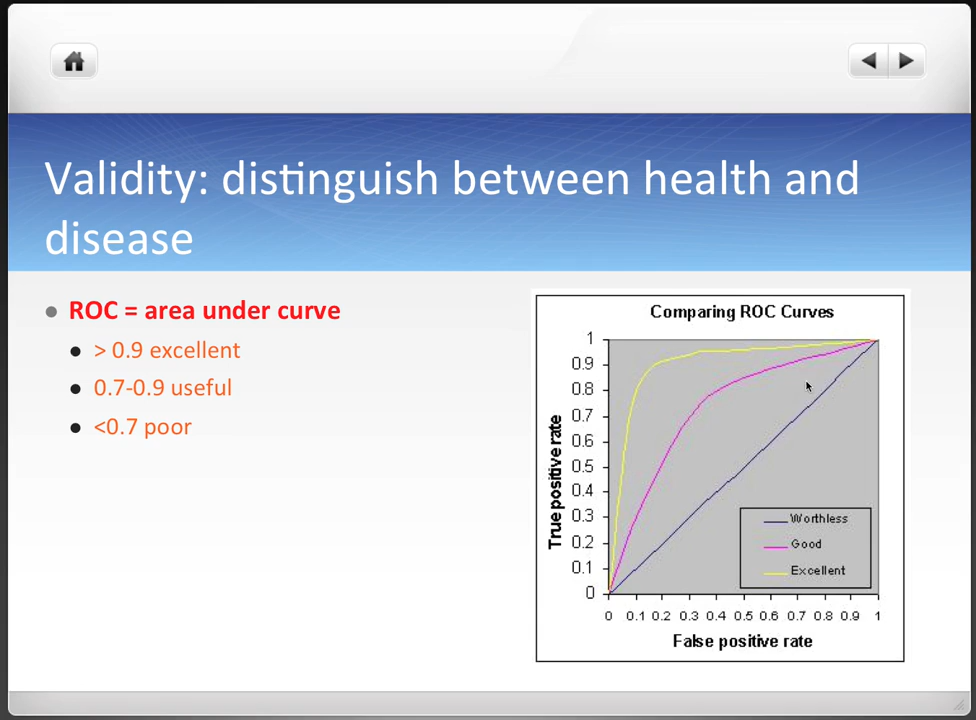 Validity: distinguish between health and
disease
ROC = area under curve
> 0.9 excellent
0.7-0.9 useful
<0.7 poor
Comparing ROC Curves
True positive rate
1
0.9
0.8
0.7
0.6
0.5
0.4
0.3
0.2
0.1
0
Worthless
Good
Excellent
0 0.1 0.2 0.3 0.4 0.5 0.6 0.7 0.8 0.9 1
False positive rate